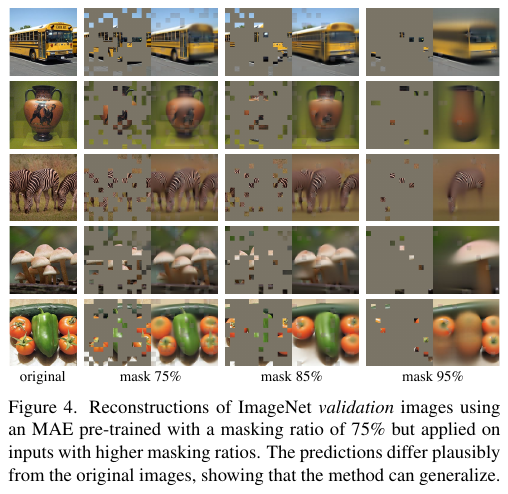 original mask 75% mask 85% mask 95%
Figure 4. Reconstructions of ImageNet validation images using
an MAE pre-trained with a masking ratio of 75% but applied on
inputs with higher masking ratios. The predictions differ plausibly
from the original images, showing that the method can generalize.